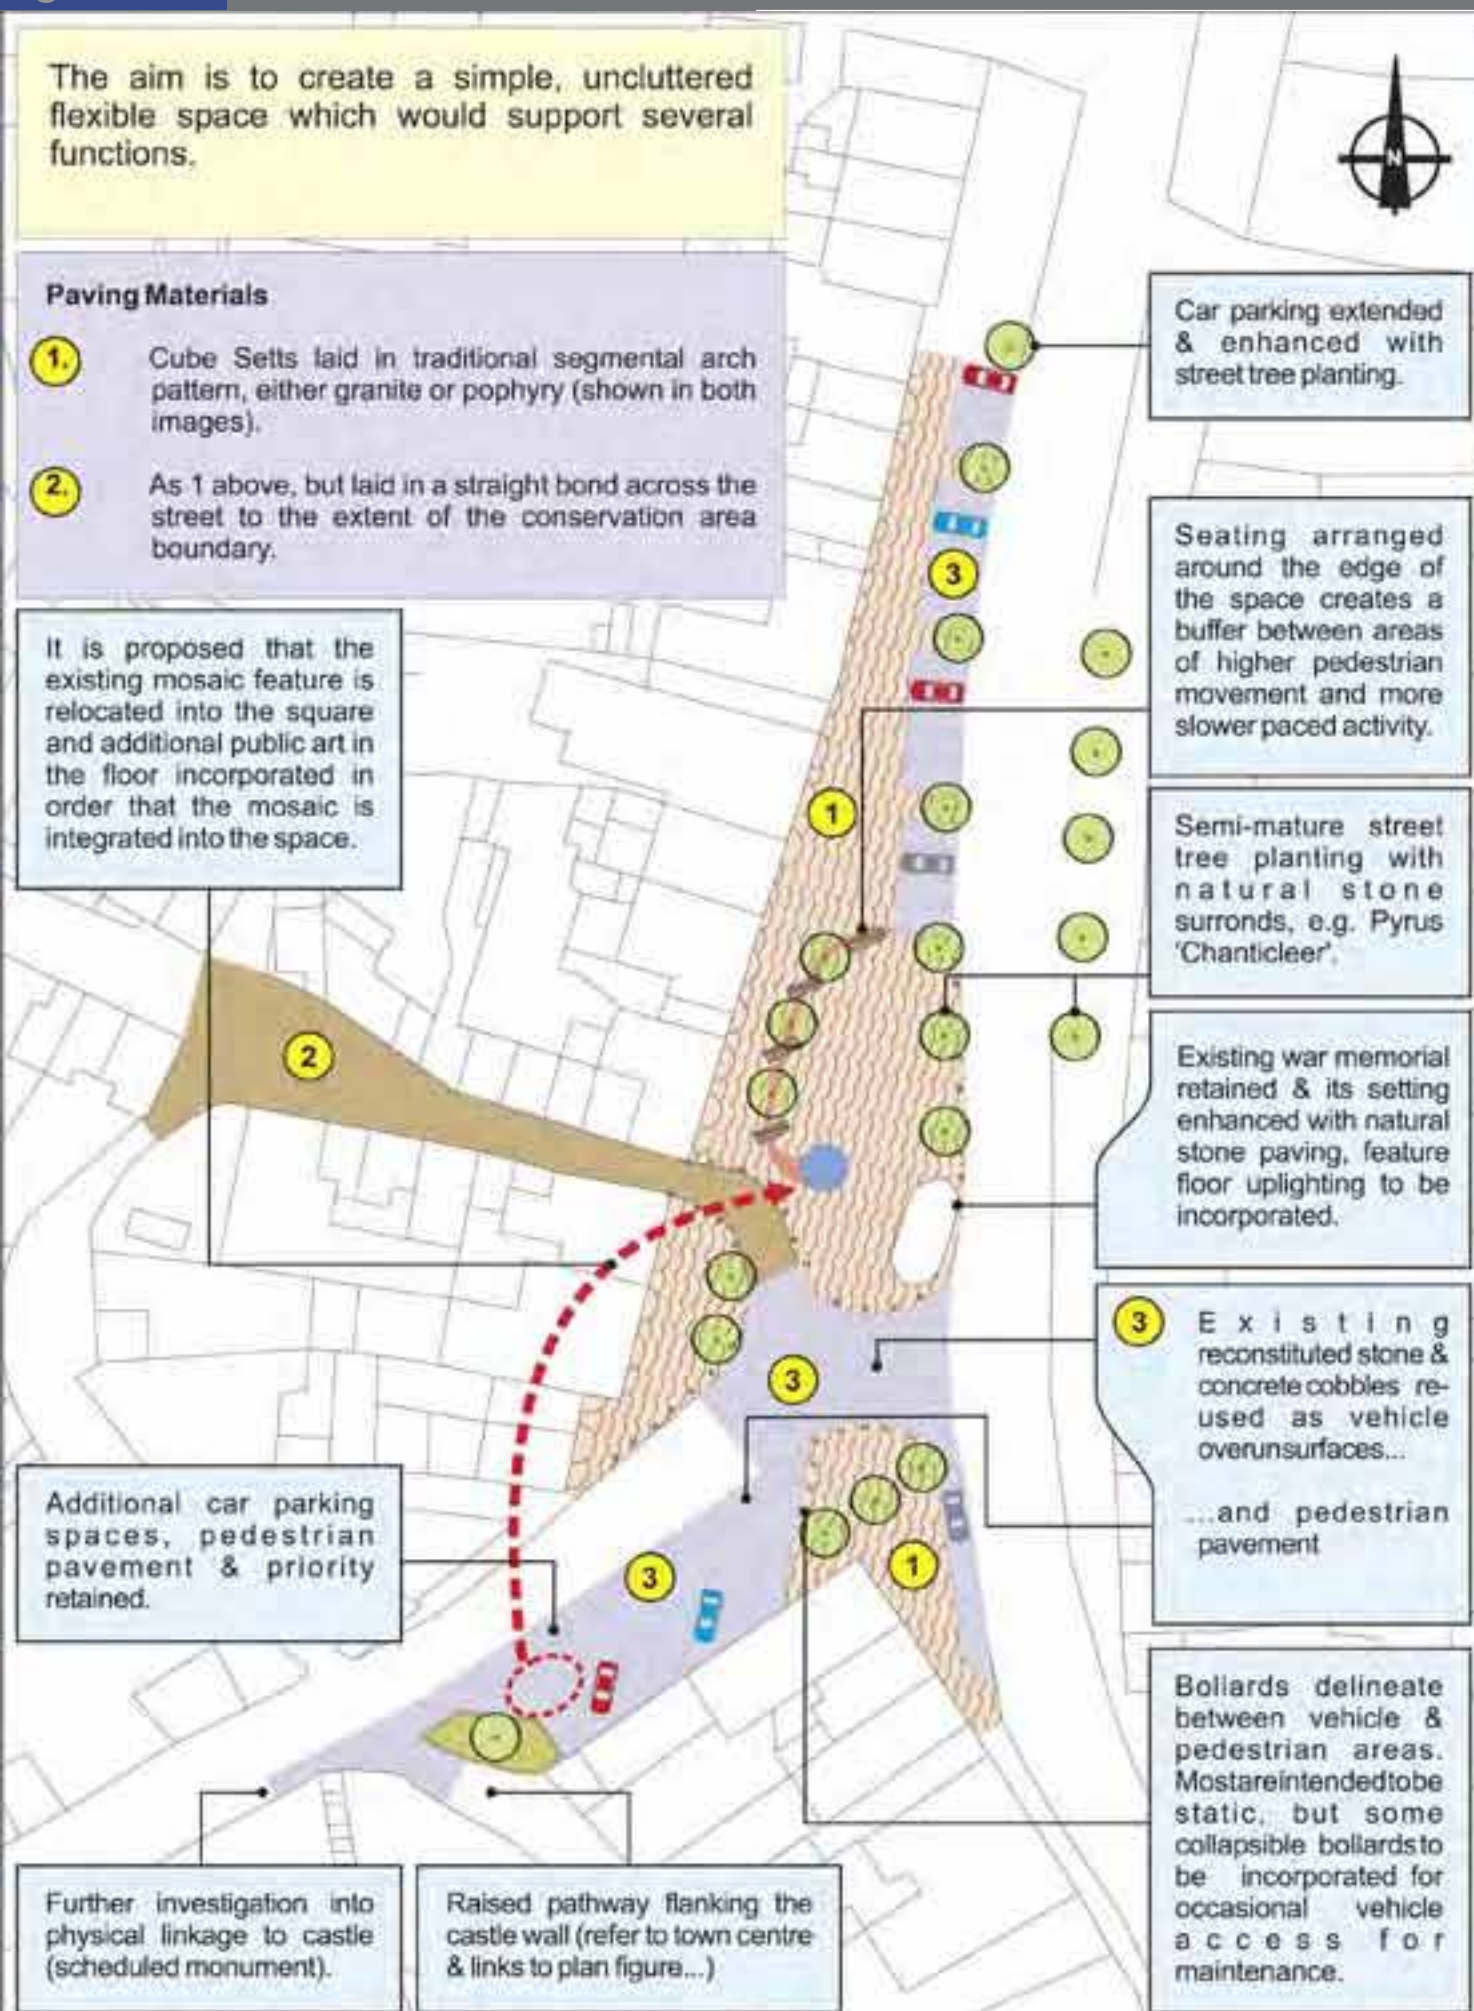 The aim is to create a simple, uncluttered
flexible space which would support several
functions.
Paving Materials
1.
Cube Setts laid in traditional segmental arch
pattern, either granite or pophyry (shown in both
images).
2.
As 1 above, but laid in a straight bond across the
street to the extent of the conservation area
boundary.
It is proposed that the
existing mosaic feature is
relocated into the square
and additional public art in
the floor incorporated in
order that the mosaic is
integrated into the space.
N
Car parking extended
& enhanced with
street tree planting.
Seating arranged
around the edge of
the space creates a
buffer between areas
of higher pedestrian
movement and more
slower paced activity.
Semi-mature street
tree planting with
natural stone
surronds, e.g. Pyrus
'Chanticleer'.
Existing war memorial
retained & its setting
enhanced with natural
stone paving, feature
floor uplighting to be
incorporated.
3
Existing
reconstituted stone &
concrete cobbles re-
used as vehicle
overunsurfaces...
...and pedestrian
pavement
Bollards delineate
between vehicle &
pedestrian areas.
Mostareintendedtobe
static, but some
collapsible bollards to
be incorporated for
occasional vehicle
access for
maintenance.
3
1
2
3
3
1
Additional car parking
spaces, pedestrian
pavement & priority
retained.
Further investigation into
physical linkage to castle
(scheduled monument).
Raised pathway flanking the
castle wall (refer to town centre
& links to plan figure...)